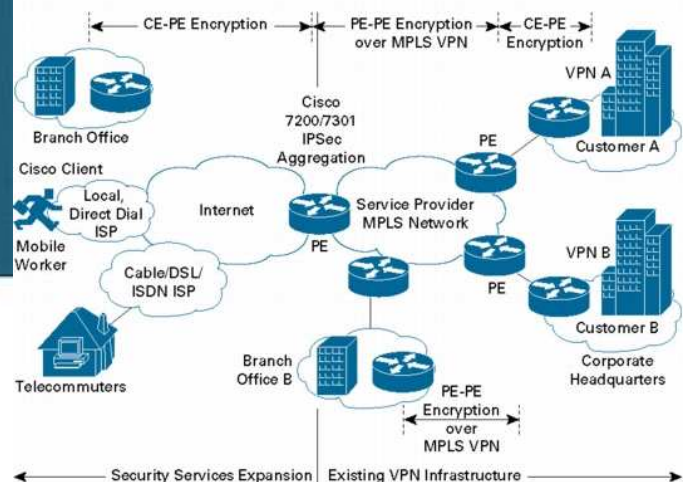 CE-PE Encryption
PE-PE Encryption
over MPLS VPN
CE-PE
Encryption
Branch Office
Cisco
7200/7301
IPSec
Aggregation
VPN A
PE
Customer A
Cisco Client
Local,
Direct Dial
ISP
Mobile
Worker
Internet
PE
Service Provider
MPLS Network
VPN B
PE
Customer B
Cable/DSL/
ISDN ISP
Telecommuters
Branch
Office B
Corporate
Headquarters
PE-PE
Encryption
over
MPLS VPN
Security Services Expansion
Existing VPN Infrastructure